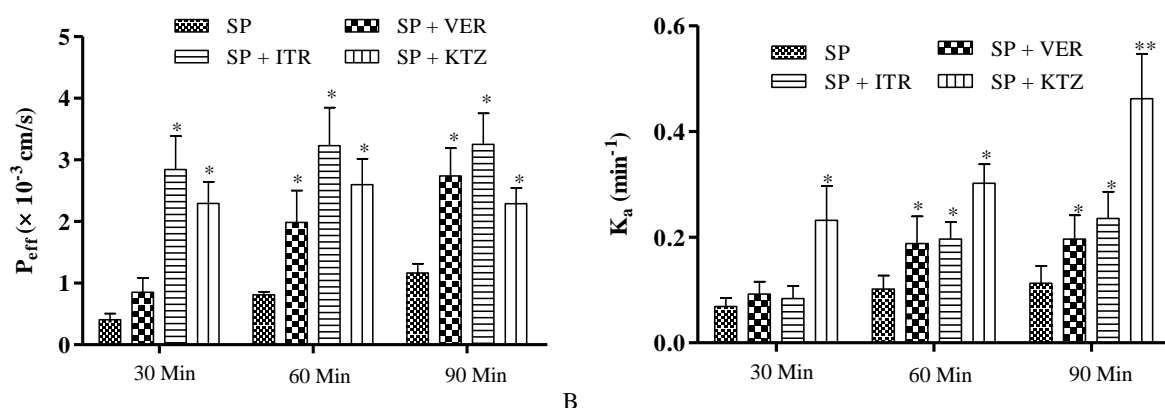 SP
SP + VER
SP + ITR
SP + KTZ
P_eff (× 10⁻³ cm/s)
5
4
3
2
1
0
*
*
*
*
*
*
*
*
30 Min
60 Min
90 Min
SP
SP + VER
SP + ITR
SP + KTZ
K_a (min⁻¹)
0.6
0.4
0.2
0.0
*
*
*
*
*
*
**
30 Min
60 Min
90 Min
B